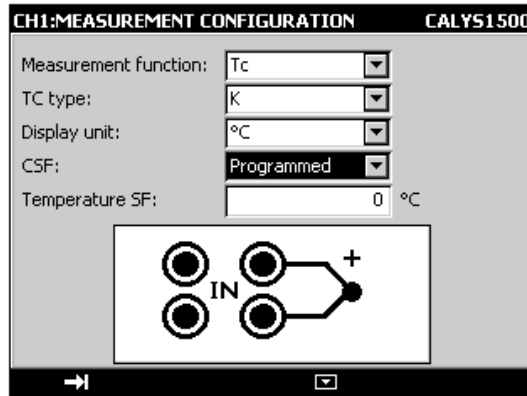 CH1:MEASUREMENT CONFIGURATION CALYS1500
Measurement function: Tc
TC type: K
Display unit: °C
CSF: Programmed
Temperature SF: 0 °C
+
IN